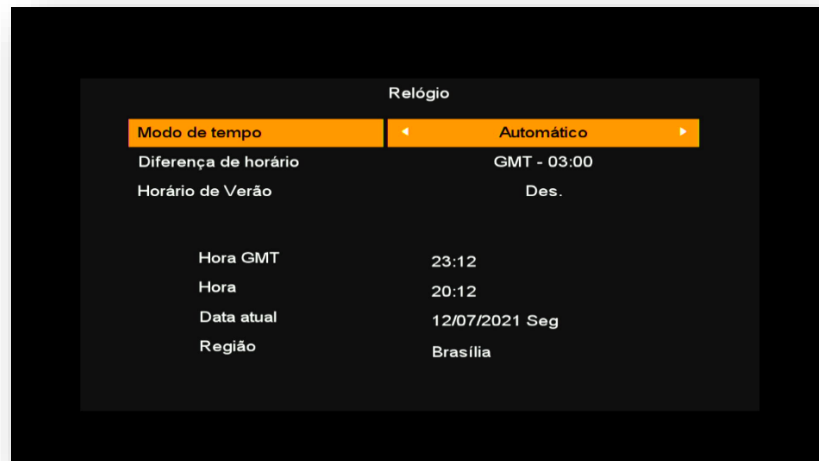 Relógio
Modo de tempo Automático
Diferença de horário GMT - 03:00
Horário de Verão Des.
Hora GMT 23:12
Hora 20:12
Data atual 12/07/2021 Seg
Região Brasília